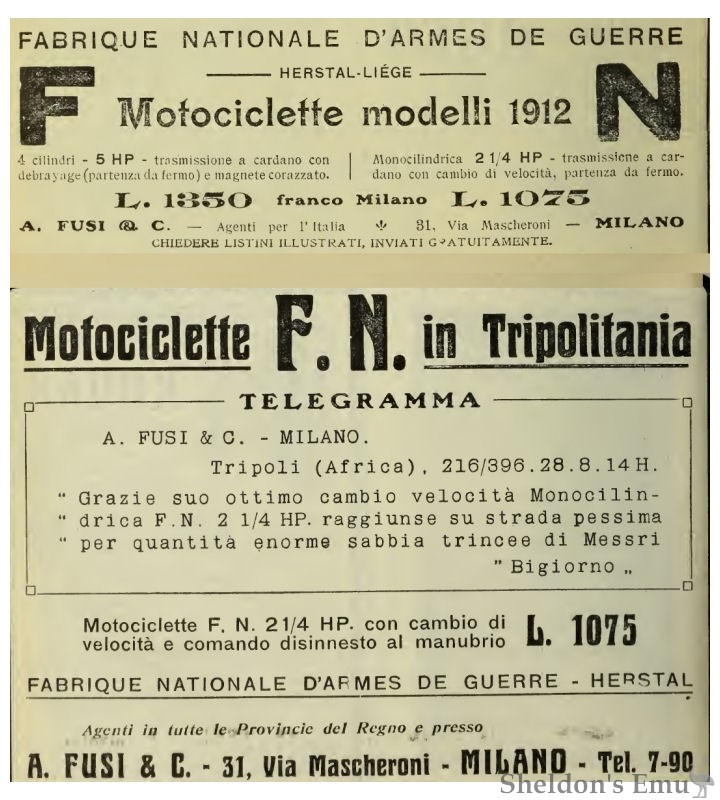 FABRIQUE NATIONALE D'ARMES DE GUERRE
HERSTAL-LIÉGE
F Motociclette modelli 1912 N
4 cilindri - 5 HP - trasmissione a cardano con
debrayage (partenza da fermo) e magnete corazzato.
Monocilindrica 2 1/4 HP - trasmissione a car-
dano con cambio di velocità, partenza da fermo.
L. 1350 franco Milano L. 1075
A. FUSI & C. — Agenti per l'Italia 31, Via Mascheroni — MILANO
CHIEDERE LISTINI ILLUSTRATI, INVIATI GRATUITAMENTE.
Motociclette F. N. in Tripolitania
TELEGRAMMA
A. FUSI & C. - MILANO.
Tripoli (Africa), 216/396.28.8.14H.
" Grazie suo ottimo cambio velocità Monocilin-
" drica F.N. 2 1/4 HP. raggiunse su strada pessima
" per quantità enorme sabbia trincee di Messri
" Bigiorno „
Motociclette F. N. 2 1/4 HP. con cambio di
velocità e comando disinnesto al manubrio L. 1075
FABRIQUE NATIONALE D'ARMES DE GUERRE - HERSTAL
Agenti in tutte le Provincie del Regno e presso
A. FUSI & C. - 31, Via Mascheroni - MILANO - Tel. 7-90
Sheldon's Emu